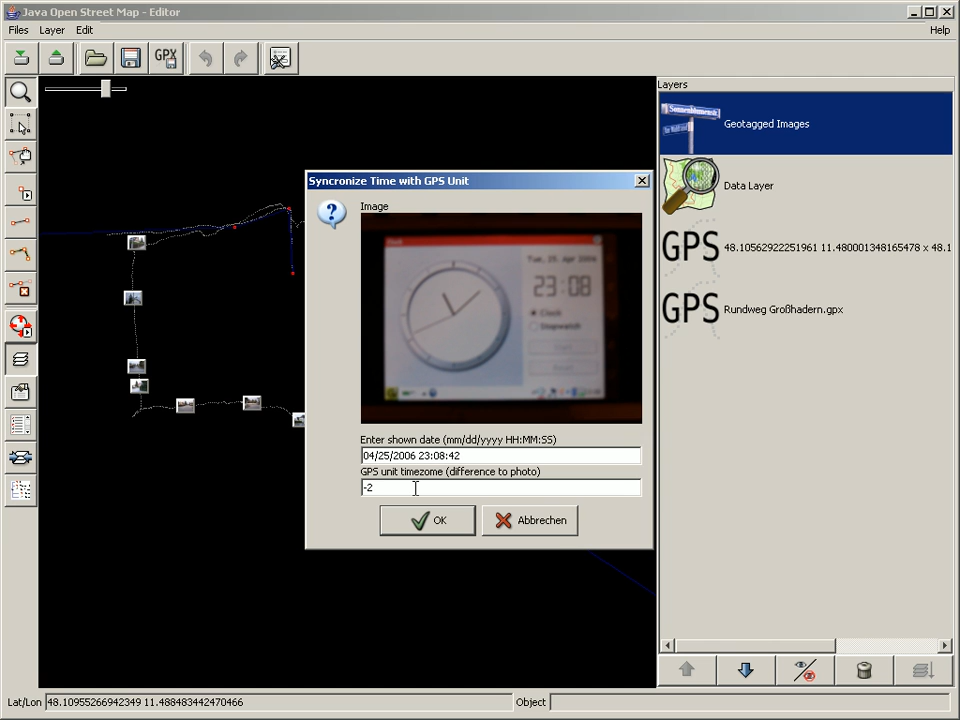 Java Open Street Map - Editor
Files Layer Edit Help
GPX
Layers
Geotagged Images
Data Layer
GPS 48.10562922251961 11.480001348165478 x 48.1
GPS Rundweg Großhadern.gpx
Syncronize Time with GPS Unit
Image
Clock
Tue, 25. Apr 2006
23:08
Clock
Stopwatch
Enter shown date (mm/dd/yyyy HH:MM:SS)
04/25/2006 23:08:42
GPS unit timezome (difference to photo)
-2
OK Abbrechen
Lat/Lon 48.10955266942349 11.488483442470466 Object